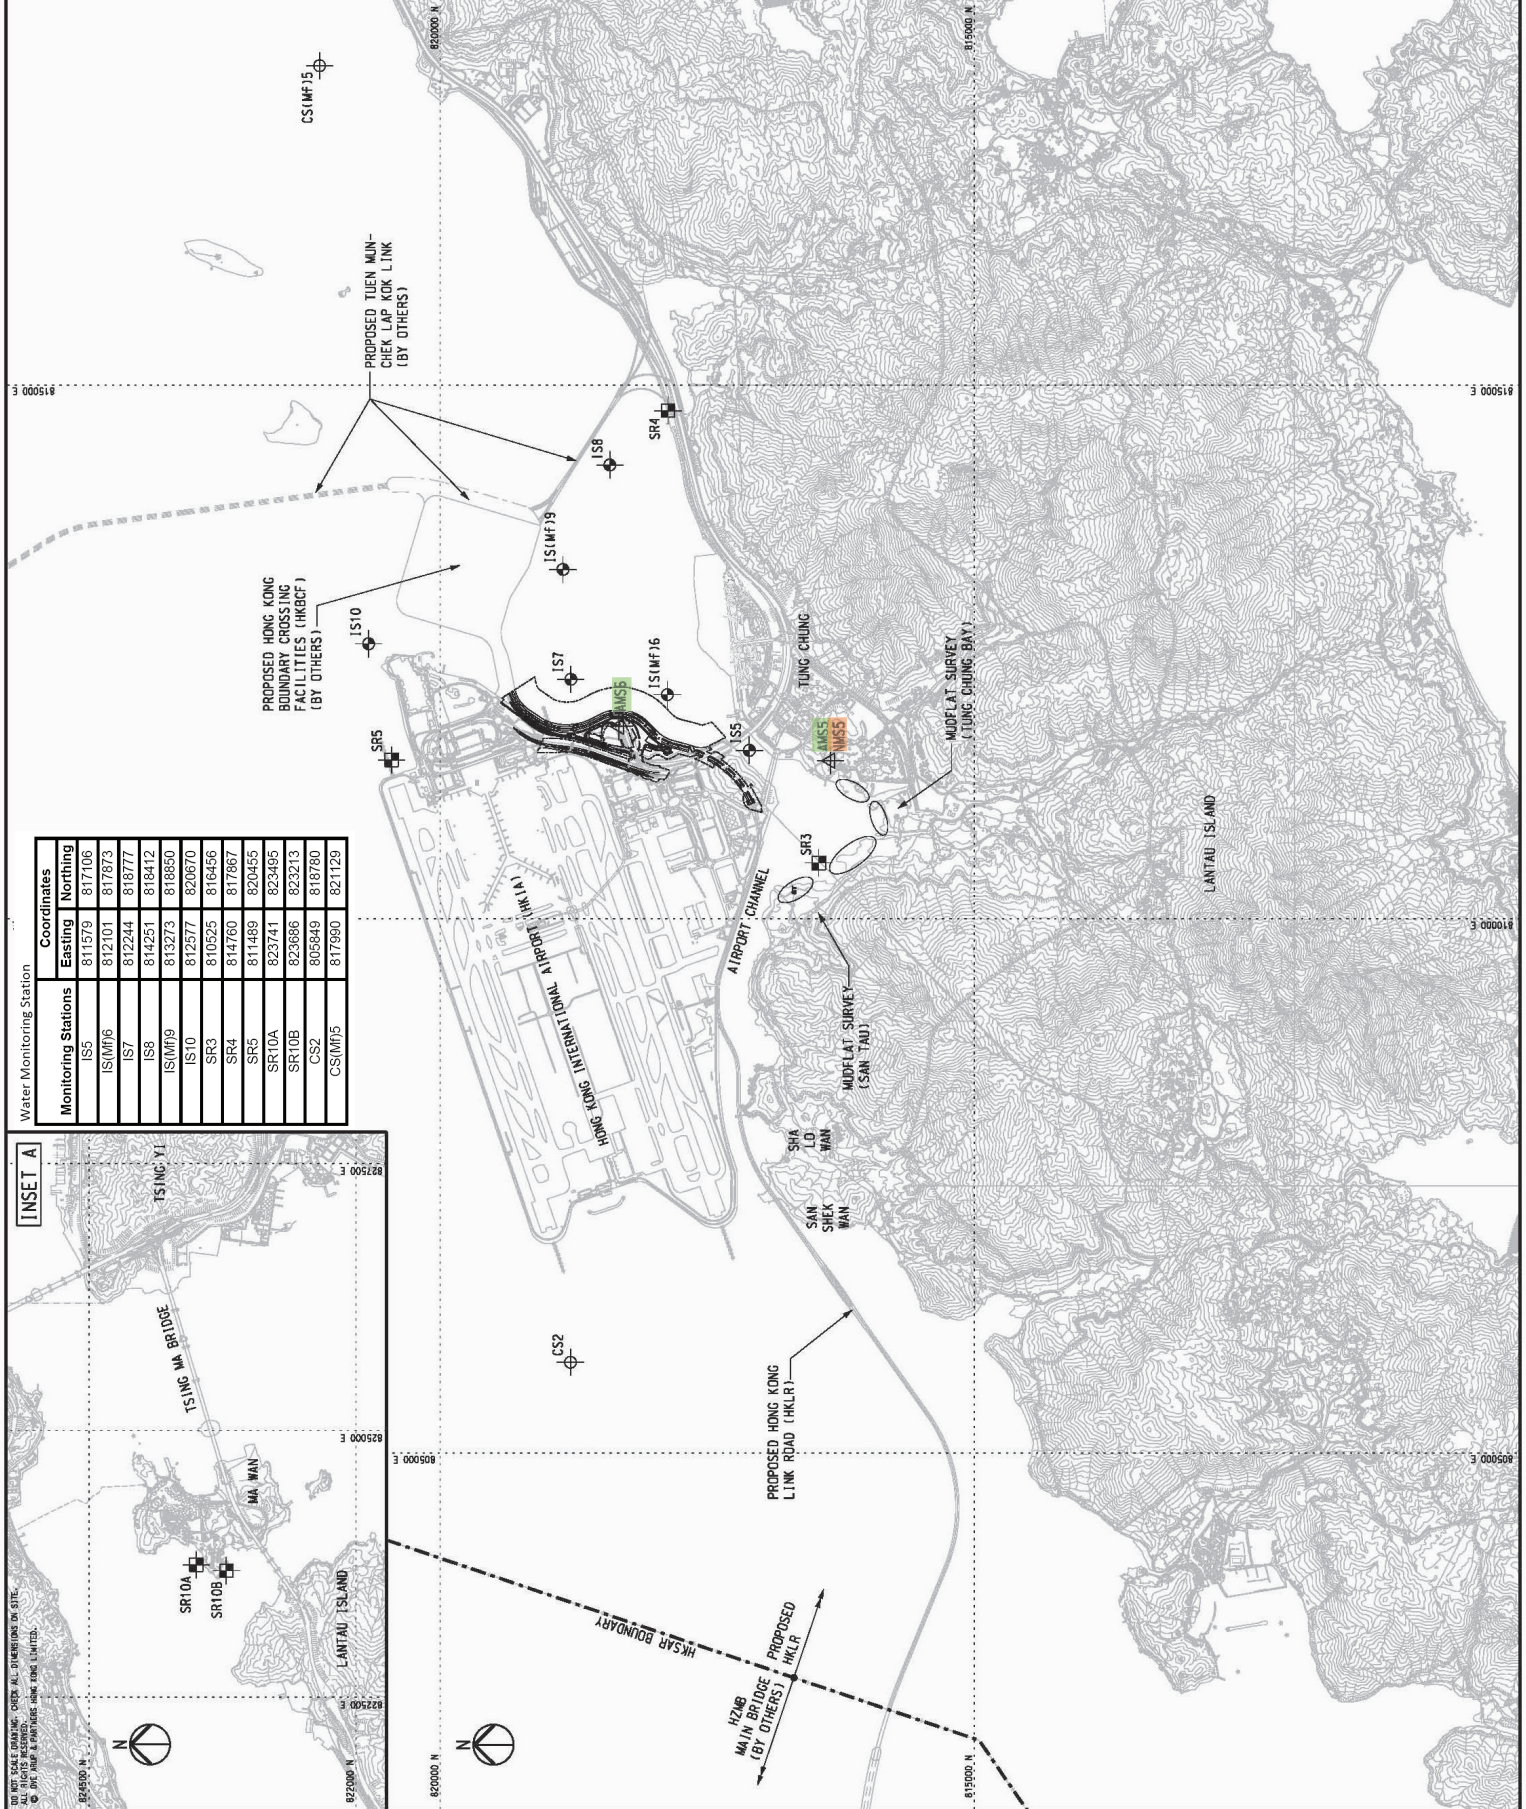 DO NOT SCALE DRAWING. CHECK ALL DIMENSIONS ON SITE.
ALL RIGHTS RESERVED.
© OVE ARUP & PARTNERS HONG KONG LIMITED.
INSET A
N
824500 N
822000 N
822500 E
825000 E
827500 E
SR10A
SR10B
LANTAU ISLAND
MA WAN
TSING MA BRIDGE
TSING YI
Water Monitoring Station
Monitoring Stations
Coordinates
Easting Northing
IS5 811579 817106
IS(Mf)6 812101 817873
IS7 812244 818777
IS8 814251 818412
IS(Mf)9 813273 818850
IS10 812577 820670
SR3 810525 816456
SR4 814760 817867
SR5 811489 820455
SR10A 823741 823495
SR10B 823686 823213
CS2 805849 818780
CS(Mf)5 817990 821129
CS(Mf)5
820000 N
815000 N
815000 E
815000 E
PROPOSED TUEN MUN-
CHEK LAP KOK LINK
(BY OTHERS)
PROPOSED HONG KONG
BOUNDARY CROSSING
FACILITIES (HKBCF)
(BY OTHERS)
IS10
SR5
IS(Mf)9
IS8
SR4
IS7
AMS6
IS(Mf)6
IS5
TUNG CHUNG
AMS5
NMS5
MUDFLAT SURVEY
(TUNG CHUNG BAY)
SR3
HONG KONG INTERNATIONAL AIRPORT (HKIA)
AIRPORT CHANNEL
MUDFLAT SURVEY
(SAN TAU)
LANTAU ISLAND
810000 E
SHA
LO
WAN
SAN
SHEK
WAN
CS2
PROPOSED HONG KONG
LINK ROAD (HKLR)
805000 E
805000 E
HKSAR BOUNDARY
HZMB
MAIN BRIDGE
(BY OTHERS)
PROPOSED
HKLR
N
820000 N
815000 N